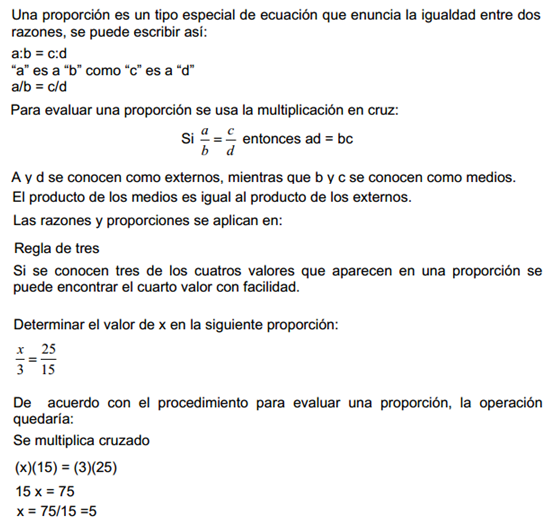 Una proporción es un tipo especial de ecuación que enuncia la igualdad entre dos
razones, se puede escribir así:
a:b = c:d
“a” es a “b” como “c” es a “d”
a/b = c/d
Para evaluar una proporción se usa la multiplicación en cruz:
Si a/b = c/d entonces ad = bc
A y d se conocen como externos, mientras que b y c se conocen como medios.
El producto de los medios es igual al producto de los externos.
Las razones y proporciones se aplican en:
Regla de tres
Si se conocen tres de los cuatros valores que aparecen en una proporción se
puede encontrar el cuarto valor con facilidad.
Determinar el valor de x en la siguiente proporción:
x/3 = 25/15
De acuerdo con el procedimiento para evaluar una proporción, la operación
quedaría:
Se multiplica cruzado
(x)(15) = (3)(25)
15 x = 75
x = 75/15 =5